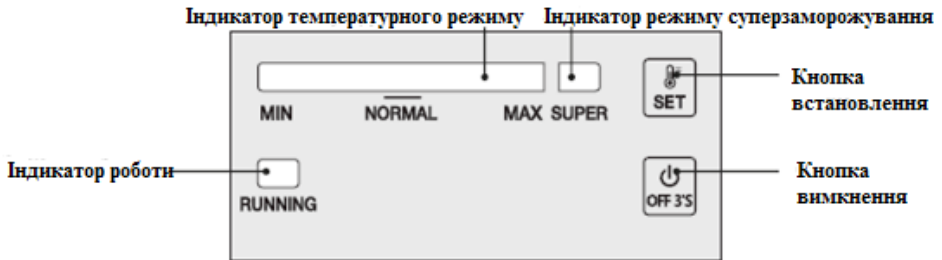 Індикатор температурного режиму Індикатор режиму суперзаморожування
MIN NORMAL MAX SUPER
SET
Кнопка
встановлення
Індикатор роботи
RUNNING
OFF 3'S
Кнопка
вимкнення